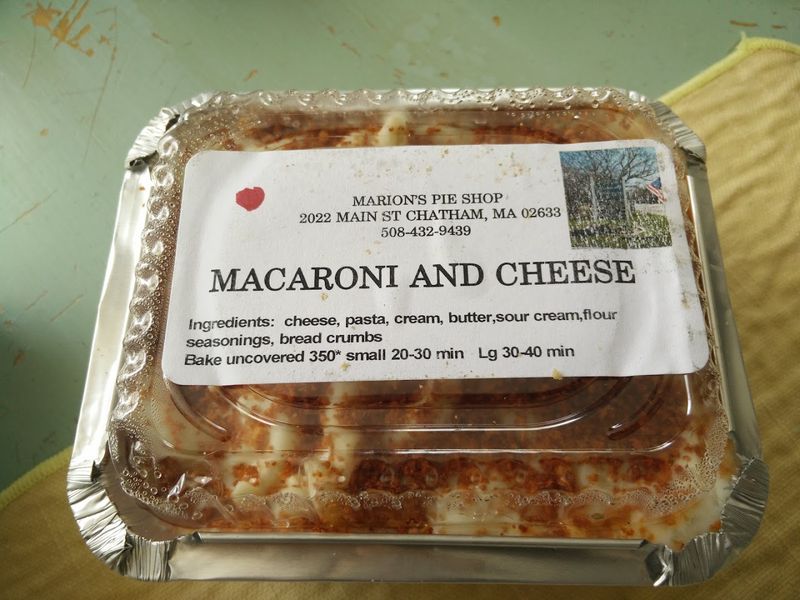 MARION'S PIE SHOP
2022 MAIN ST CHATHAM, MA 02633
508-432-9439
MACARONI AND CHEESE
Ingredients: cheese, pasta, cream, butter,sour cream,flour
seasonings, bread crumbs
Bake uncovered 350* small 20-30 min Lg 30-40 min